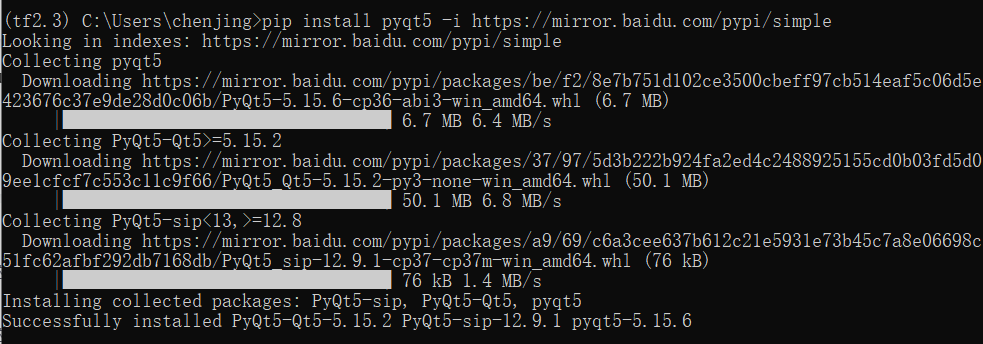 (tf2.3) C:\Users\chenjing>pip install pyqt5 -i https://mirror.baidu.com/pypi/simple
Looking in indexes: https://mirror.baidu.com/pypi/simple
Collecting pyqt5
  Downloading https://mirror.baidu.com/pypi/packages/be/f2/8e7b751d102ce3500cbeff97cb514eaf5c06d5e
423676c37e9de28d0c06b/PyQt5-5.15.6-cp36-abi3-win_amd64.whl (6.7 MB)
6.7 MB 6.4 MB/s
Collecting PyQt5-Qt5>=5.15.2
  Downloading https://mirror.baidu.com/pypi/packages/37/97/5d3b222b924fa2ed4c2488925155cd0b03fd5d0
9ee1cfcf7c553c11c9f66/PyQt5_Qt5-5.15.2-py3-none-win_amd64.whl (50.1 MB)
50.1 MB 6.8 MB/s
Collecting PyQt5-sip<13,>=12.8
  Downloading https://mirror.baidu.com/pypi/packages/a9/69/c6a3cee637b612c21e5931e73b45c7a8e06698c
51fc62afbf292db7168db/PyQt5_sip-12.9.1-cp37-cp37m-win_amd64.whl (76 kB)
76 kB 1.4 MB/s
Installing collected packages: PyQt5-sip, PyQt5-Qt5, pyqt5
Successfully installed PyQt5-Qt5-5.15.2 PyQt5-sip-12.9.1 pyqt5-5.15.6